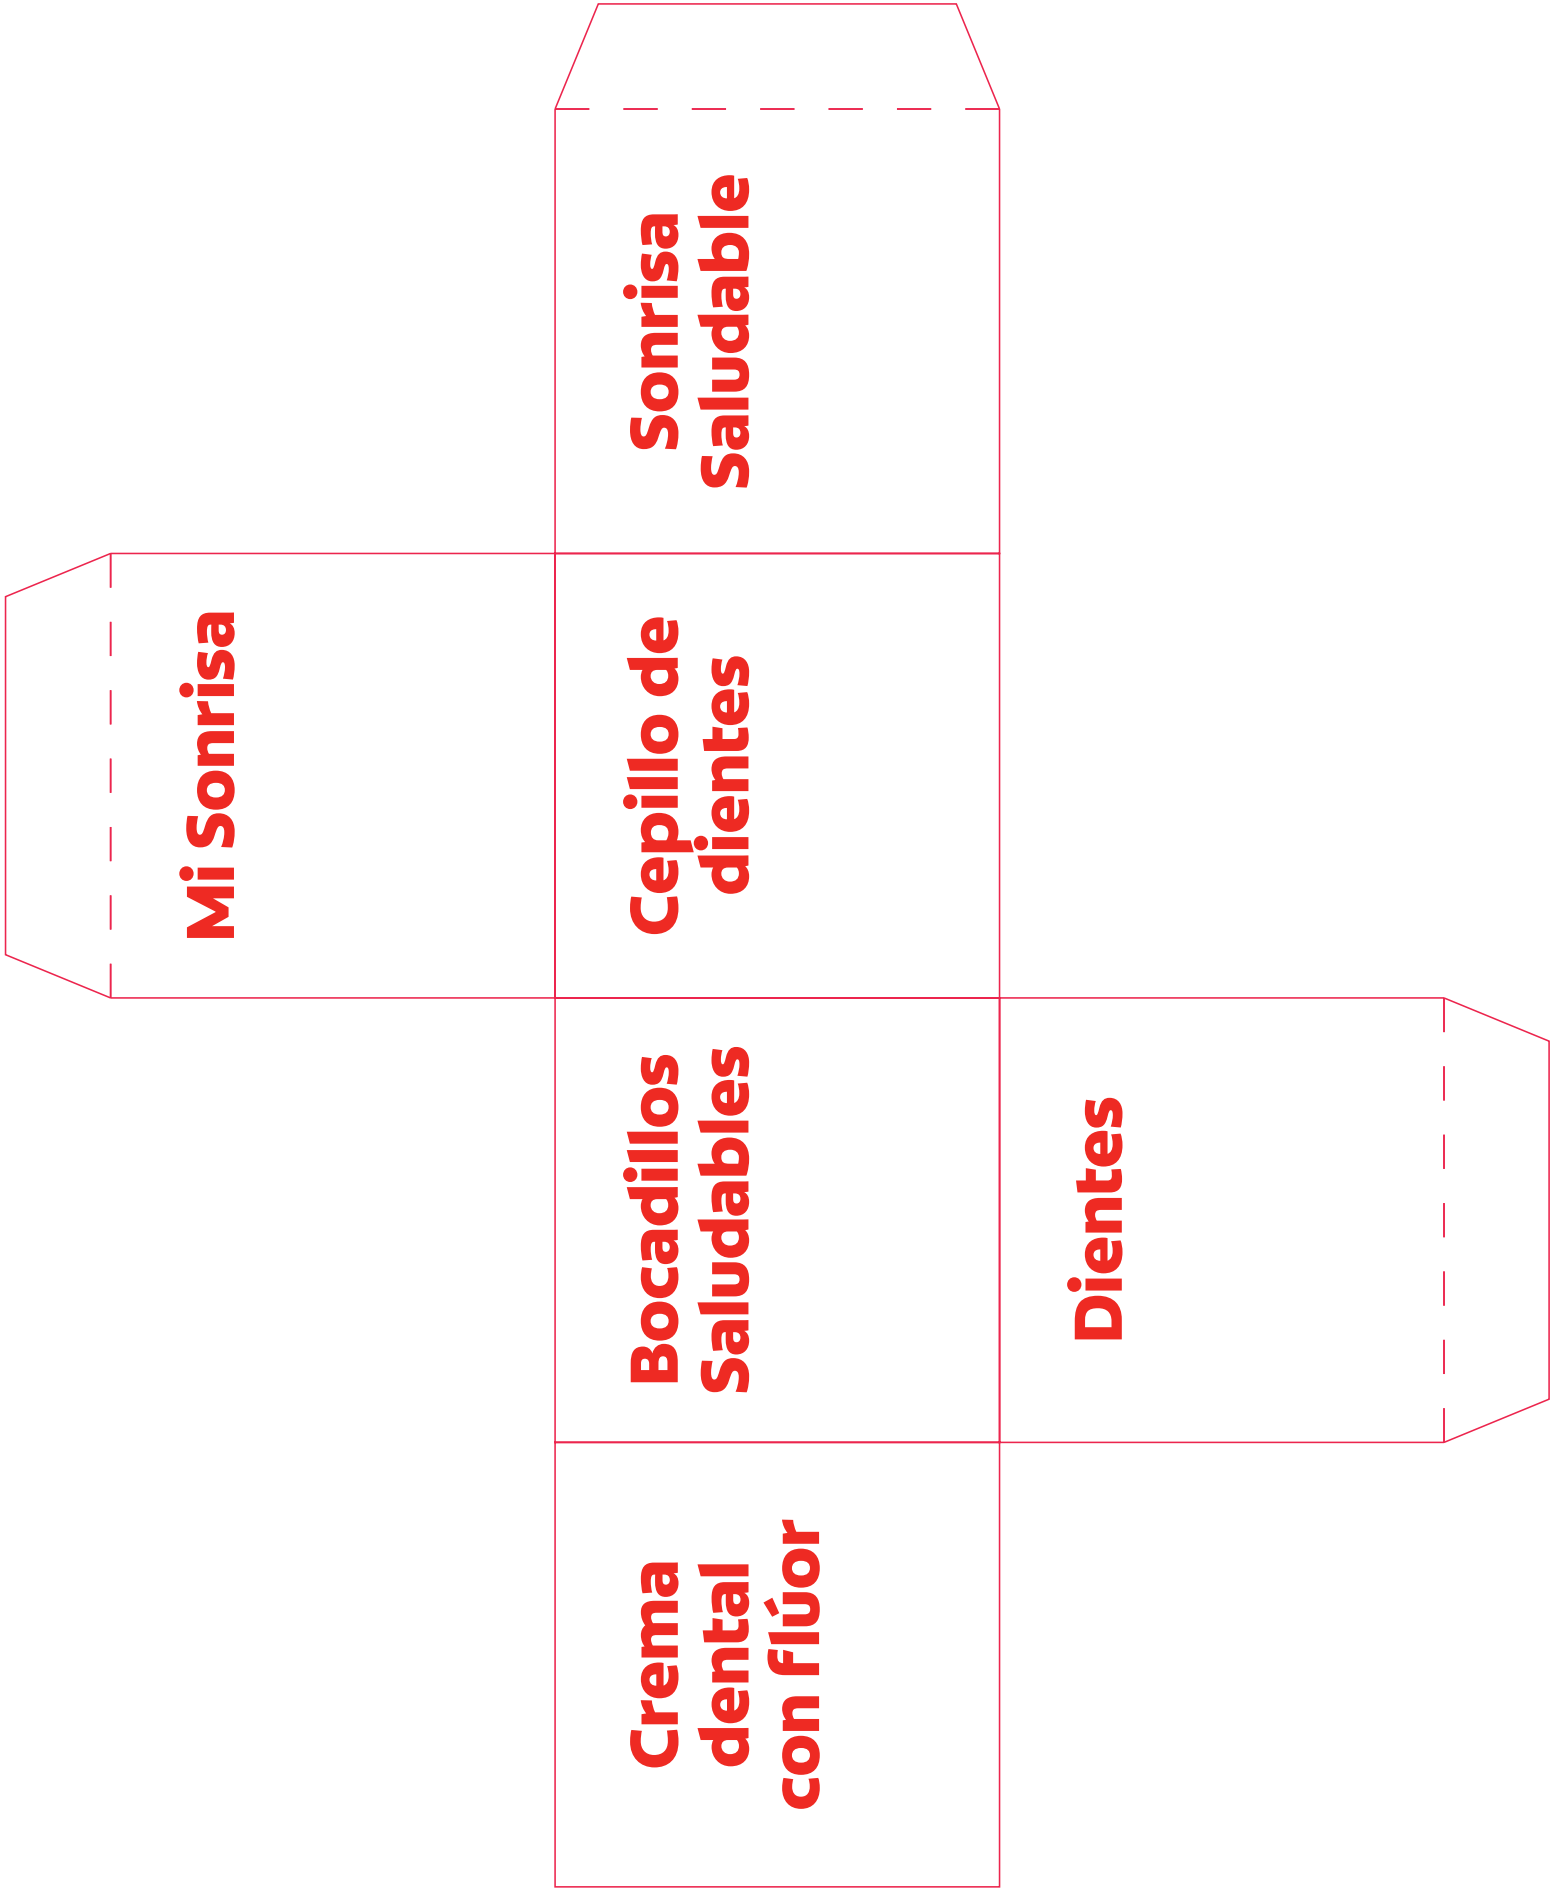 Sonrisa
Saludable
Mi Sonrisa
Cepillo de
dientes
Bocadillos
Saludables
Dientes
Crema
dental
con flúor